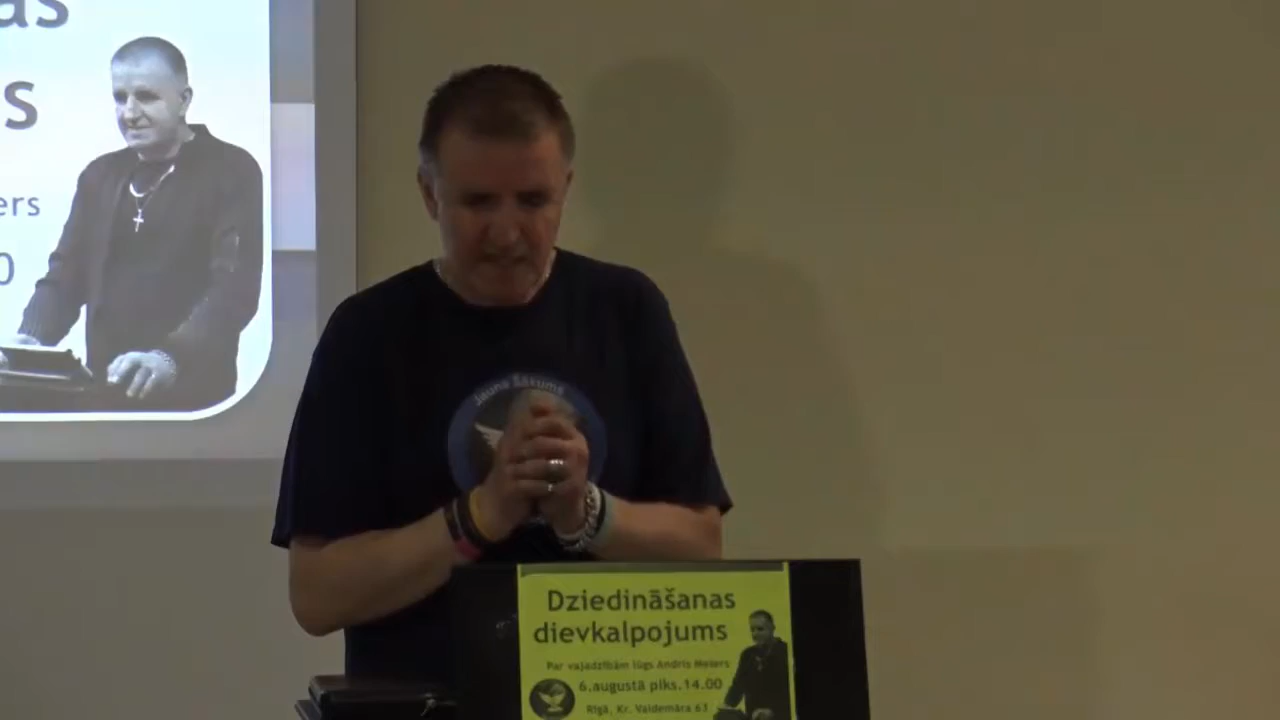 as
s
ers
0
Jauns Sākums
Dziedināšanas
dievkalpojums
Par vajadzībām lūgs Andris Meiers
6.augustā plks.14.00
Rīgā, Kr. Valdemāra 63